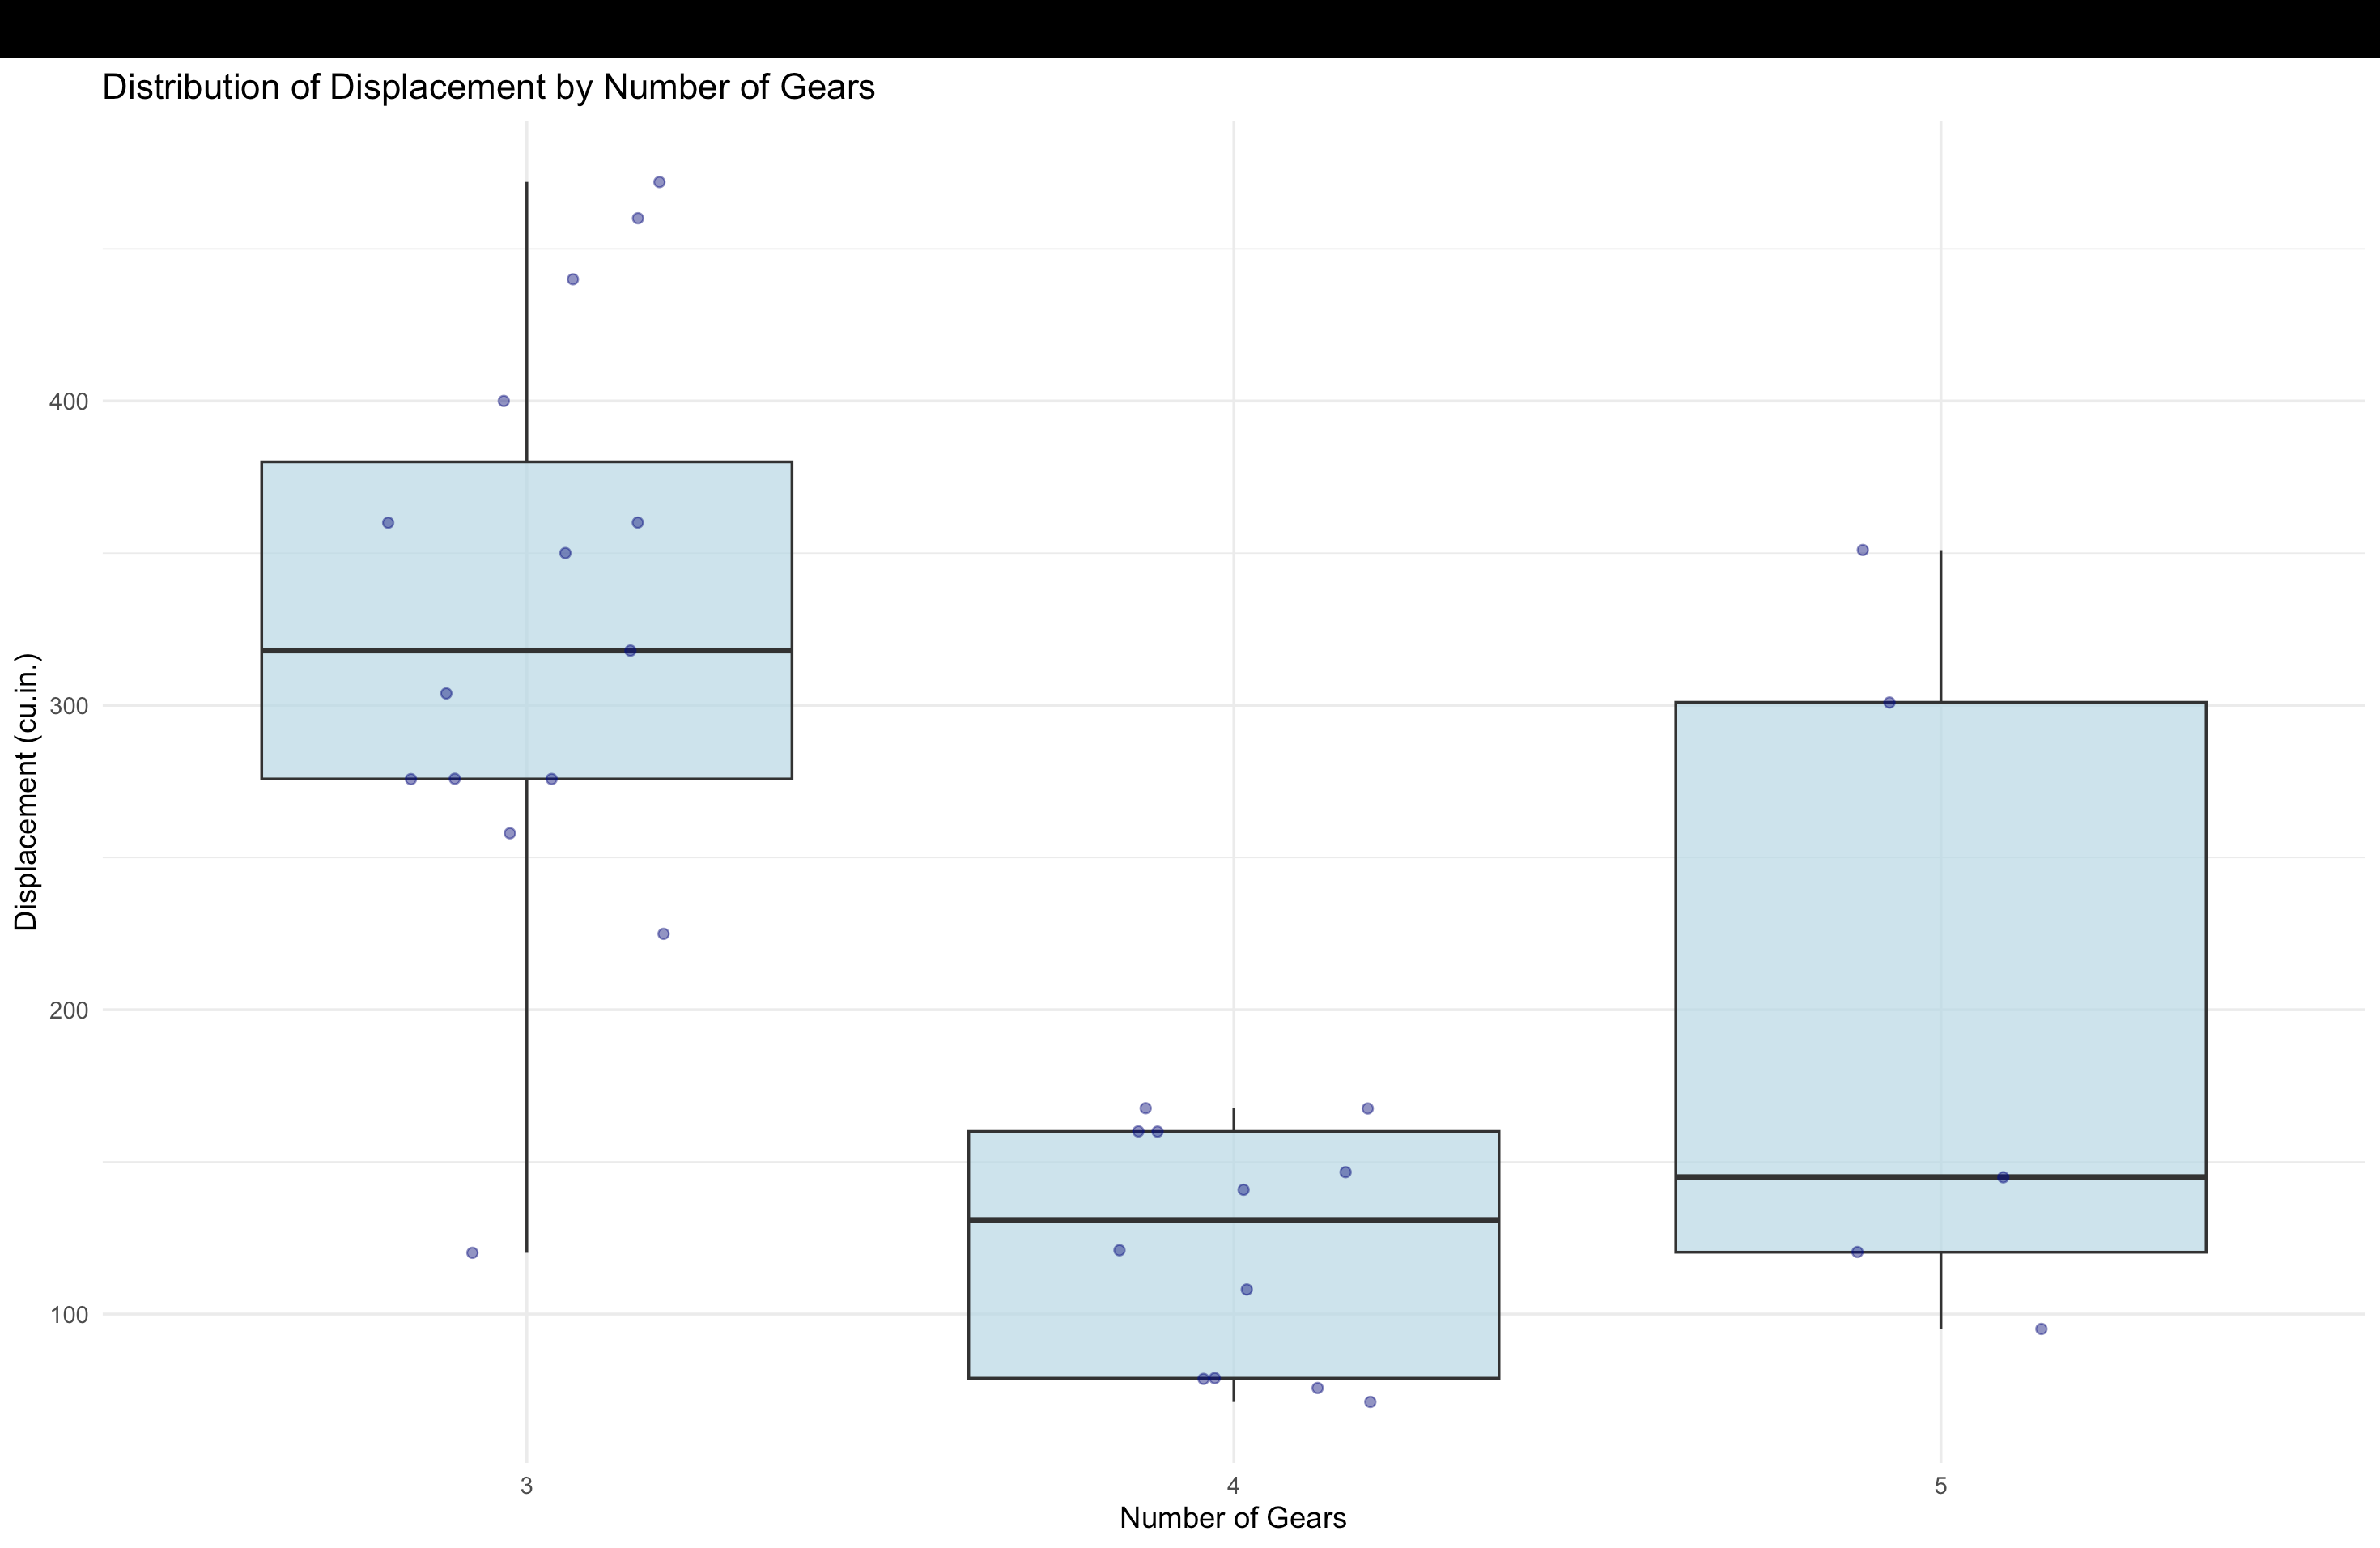 Distribution of Displacement by Number of Gears
Displacement (cu.in.)
400
300
200
100
3
4
5
Number of Gears